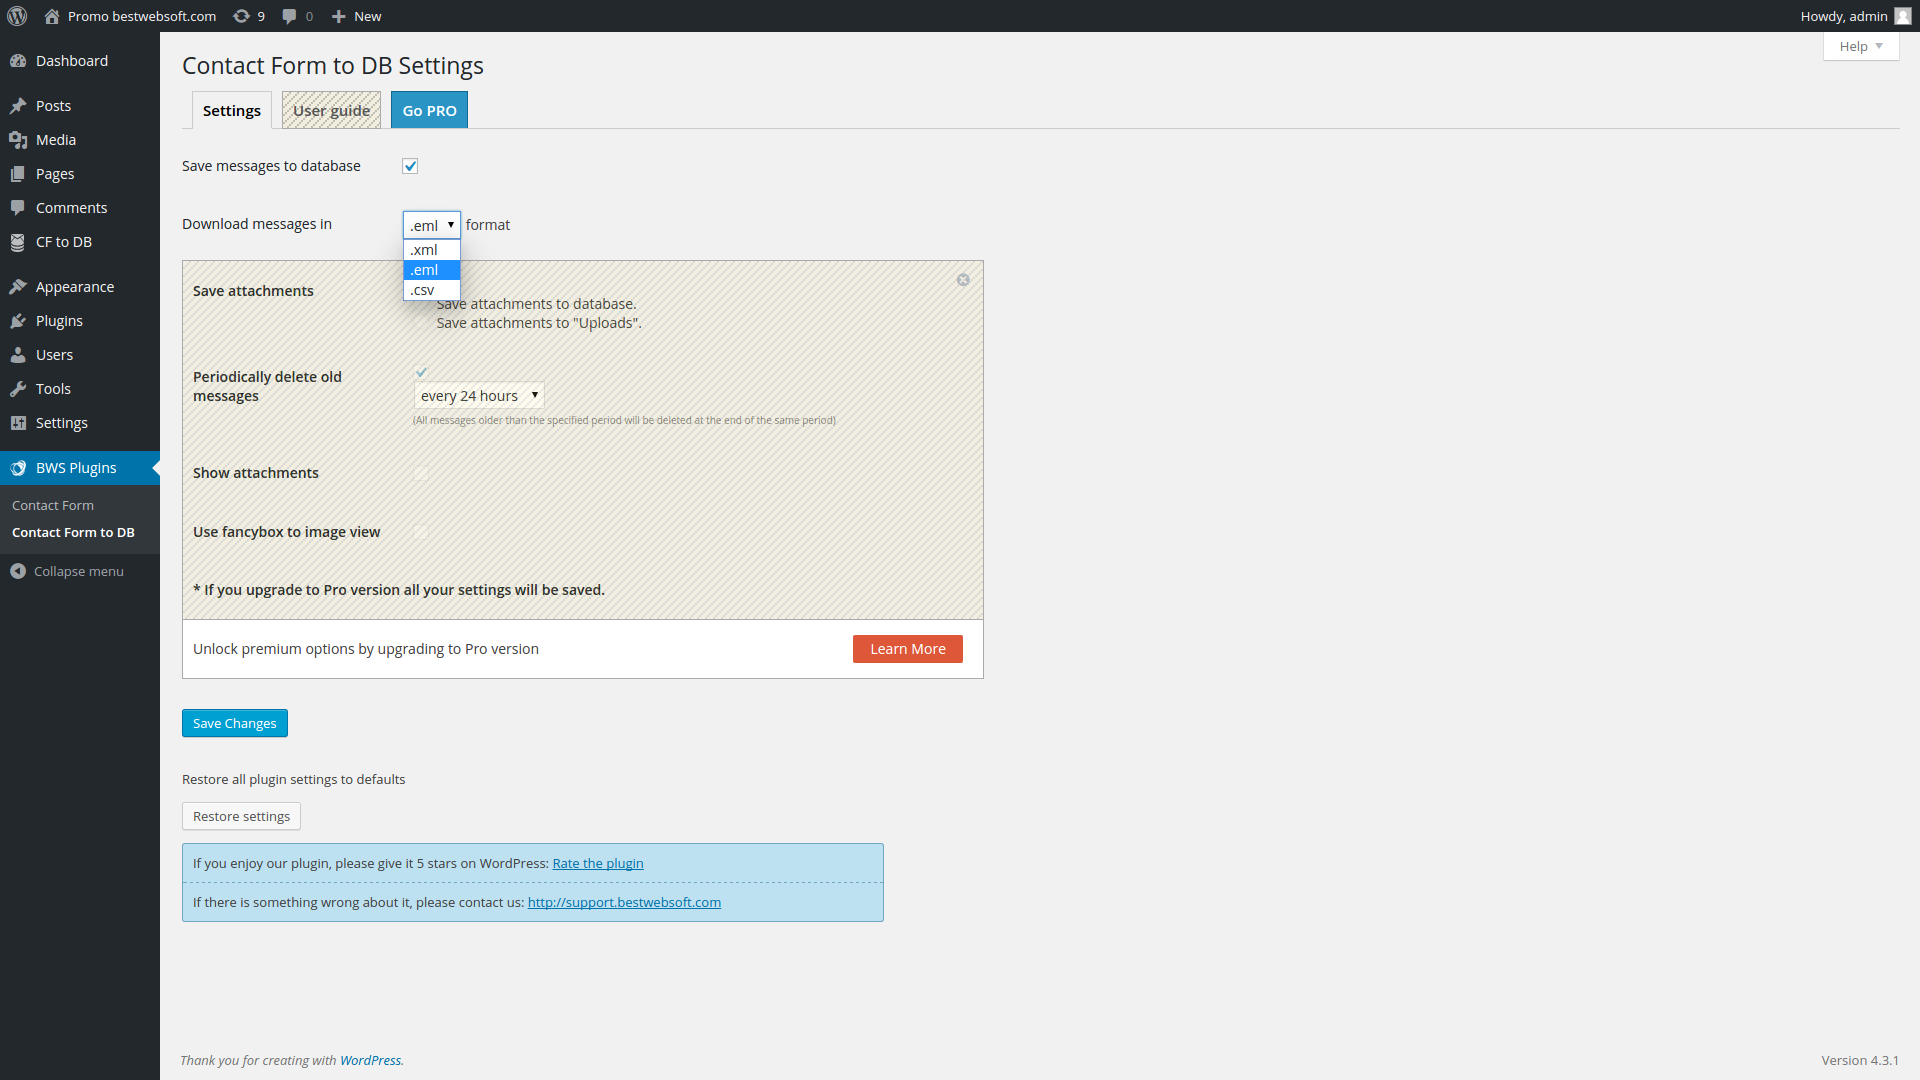 Promo bestwebsoft.com 9 0 New Howdy, admin
Help
Dashboard
Posts
Media
Pages
Comments
CF to DB
Appearance
Plugins
Users
Tools
Settings
BWS Plugins
Contact Form
Contact Form to DB
Collapse menu
Contact Form to DB Settings
Settings User guide Go PRO
Save messages to database
Download messages in .eml format
.xml
.eml
.csv
Save attachments
Save attachments to database.
Save attachments to "Uploads".
Periodically delete old
messages
every 24 hours
(All messages older than the specified period will be deleted at the end of the same period)
Show attachments
Use fancybox to image view
* If you upgrade to Pro version all your settings will be saved.
Unlock premium options by upgrading to Pro version Learn More
Save Changes
Restore all plugin settings to defaults
Restore settings
If you enjoy our plugin, please give it 5 stars on WordPress: Rate the plugin
If there is something wrong about it, please contact us: http://support.bestwebsoft.com
Thank you for creating with WordPress. Version 4.3.1